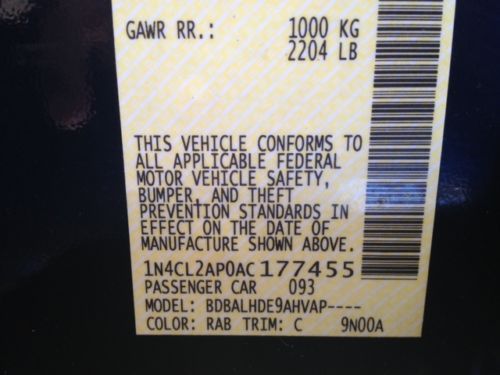 GAWR RR.: 1000 KG
2204 LB
THIS VEHICLE CONFORMS TO
ALL APPLICABLE FEDERAL
MOTOR VEHICLE SAFETY,
BUMPER, AND THEFT
PREVENTION STANDARDS IN
EFFECT ON THE DATE OF
MANUFACTURE SHOWN ABOVE.
1N4CL2AP0AC177455
PASSENGER CAR 093
MODEL: BDBALHDE9AHVAP----
COLOR: RAB TRIM: C 9N00A